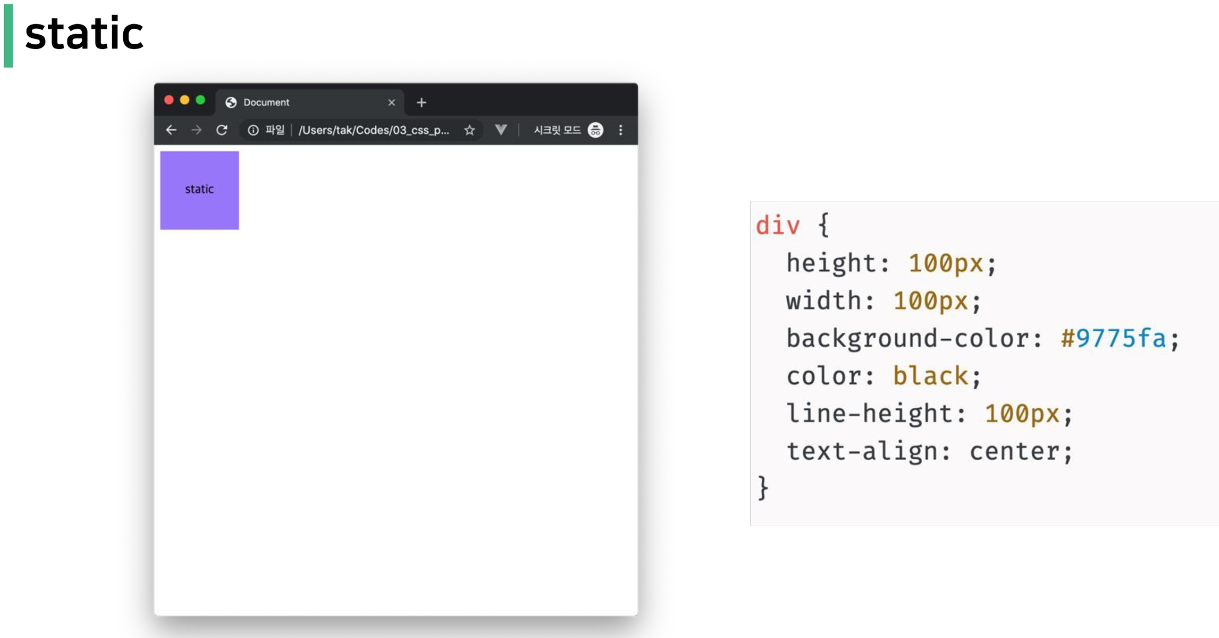 static
Document
파일 /Users/tak/Codes/03_css_p... 시크릿 모드
static
div {
  height: 100px;
  width: 100px;
  background-color: #9775fa;
  color: black;
  line-height: 100px;
  text-align: center;
}